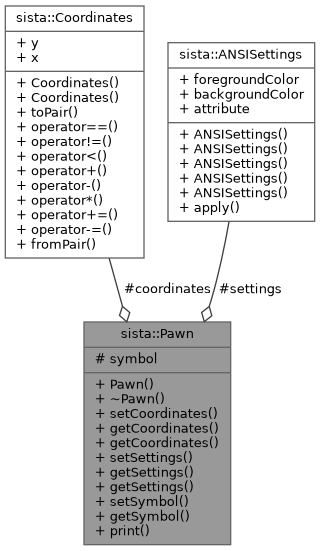 sista::Coordinates
+ y
+ x
+ Coordinates()
+ Coordinates()
+ toPair()
+ operator==()
+ operator!=()
+ operator<()
+ operator+()
+ operator-()
+ operator*()
+ operator+=()
+ operator-=()
+ fromPair()
sista::ANSISettings
+ foregroundColor
+ backgroundColor
+ attribute
+ ANSISettings()
+ ANSISettings()
+ ANSISettings()
+ ANSISettings()
+ ANSISettings()
+ apply()
#coordinates
#settings
sista::Pawn
# symbol
+ Pawn()
+ ~Pawn()
+ setCoordinates()
+ getCoordinates()
+ getCoordinates()
+ setSettings()
+ getSettings()
+ getSettings()
+ setSymbol()
+ getSymbol()
+ print()